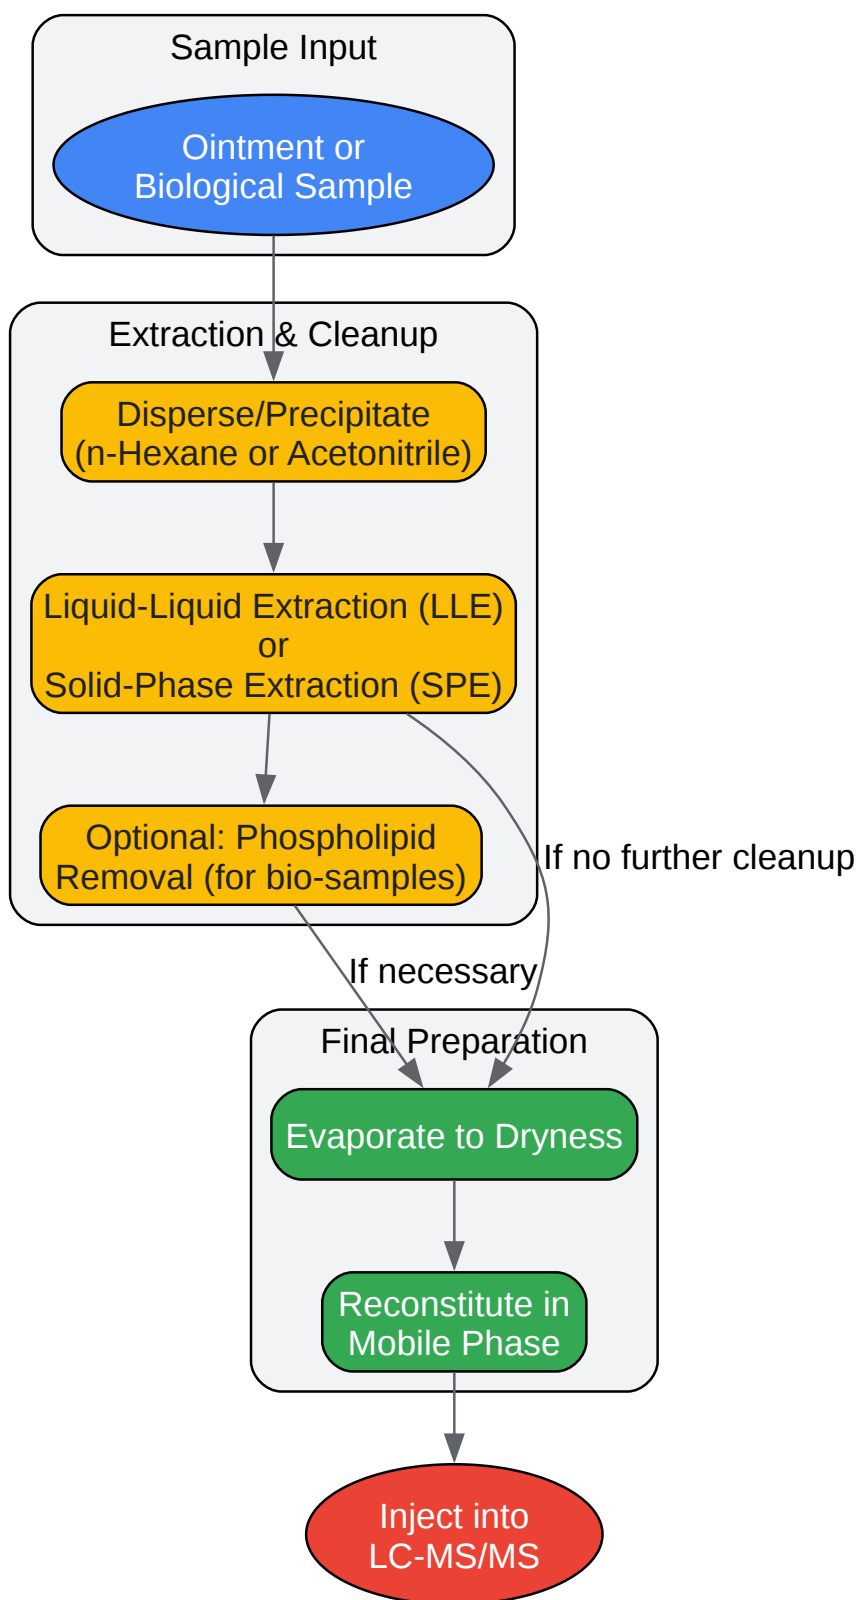 Sample Input
Ointment or
Biological Sample
Extraction & Cleanup
Disperse/Precipitate
(n-Hexane or Acetonitrile)
Liquid-Liquid Extraction (LLE)
or
Solid-Phase Extraction (SPE)
Optional: Phospholipid
Removal (for bio-samples)
If no further cleanup
If necessary
Final Preparation
Evaporate to Dryness
Reconstitute in
Mobile Phase
Inject into
LC-MS/MS